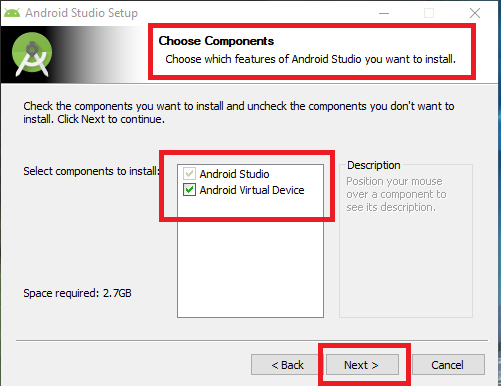 Android Studio Setup
Choose Components
Choose which features of Android Studio you want to install.
Check the components you want to install and uncheck the components you don't want to
install. Click Next to continue.
Select components to install:
Android Studio
Android Virtual Device
Description
Position your mouse
over a component to
see its description.
Space required: 2.7GB
< Back
Next >
Cancel